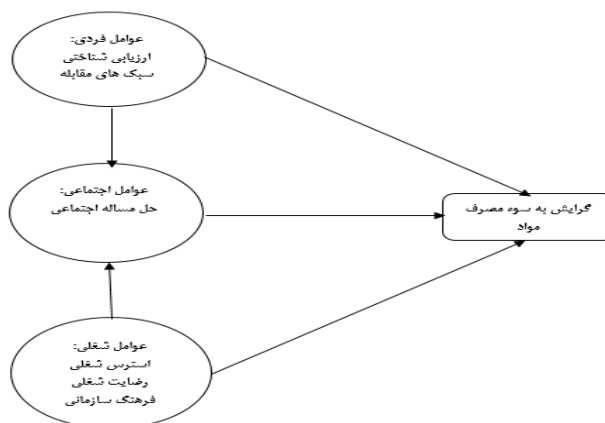 عوامل فردی:
ارزیابی شناختی
سبک های مقابله
عوامل اجتماعی:
حل مساله اجتماعی
گرایش به سوء مصرف
مواد
عوامل شغلی:
استرس شغلی
رضایت شغلی
فرهنگ سازمانی